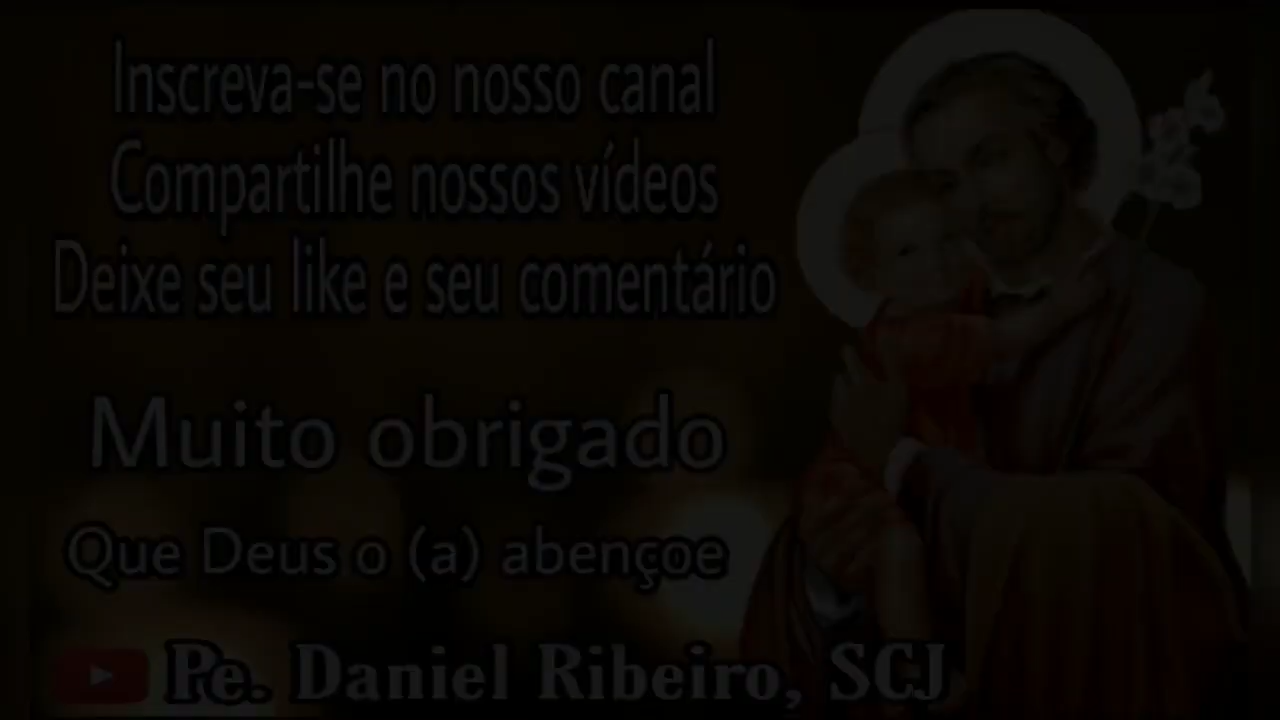 Inscreva-se no nosso canal
Compartilhe nossos vídeos
Deixe seu like e seu comentário
Muito obrigado
Que Deus o (a) abençoe
Pe. Daniel Ribeiro, SCJ